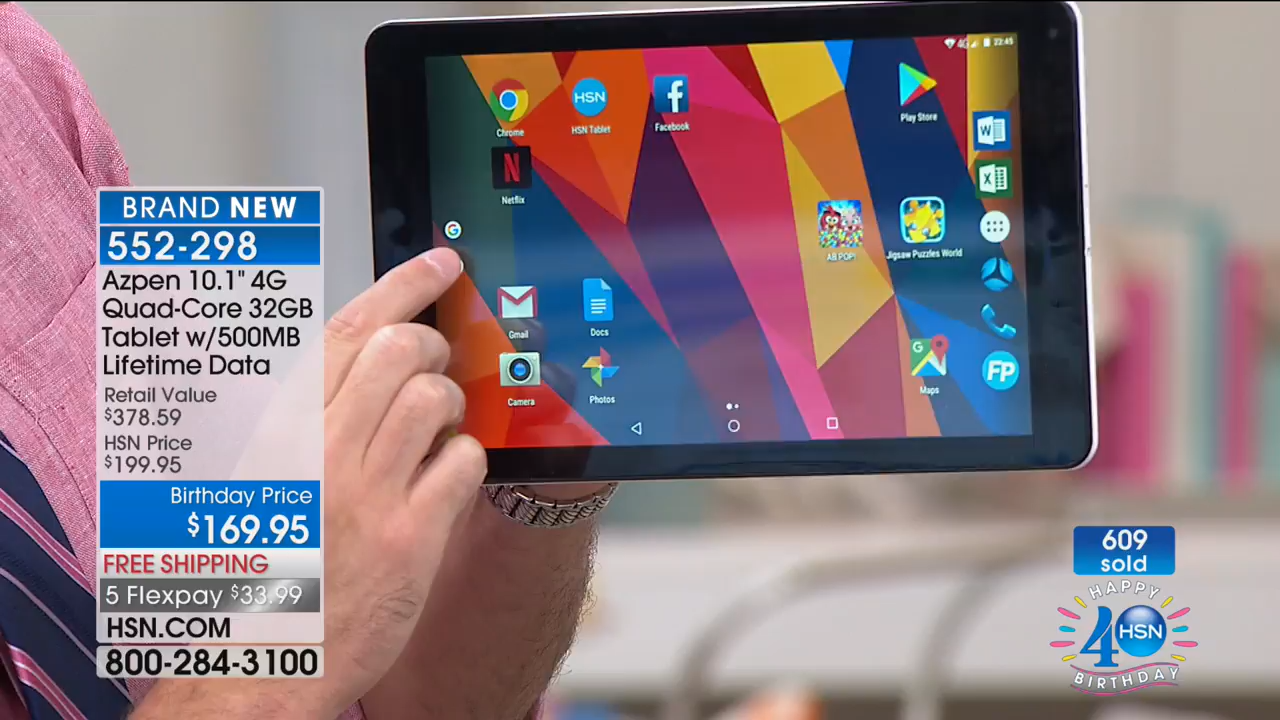 BRAND NEW
552-298
Azpen 10.1" 4G
Quad-Core 32GB
Tablet w/500MB
Lifetime Data
Retail Value
$378.59
HSN Price
$199.95
Birthday Price
$169.95
FREE SHIPPING
5 Flexpay $33.99
HSN.COM
800-284-3100
4G 22:45
Chrome
HSN
HSN Tablet
f
Facebook
Play Store
N
Netflix
W
X
G
AB POP!
Jigsaw Puzzles World
Gmail
Docs
Camera
Photos
G
Maps
FP
609
sold
HAPPY
40
HSN
BIRTHDAY